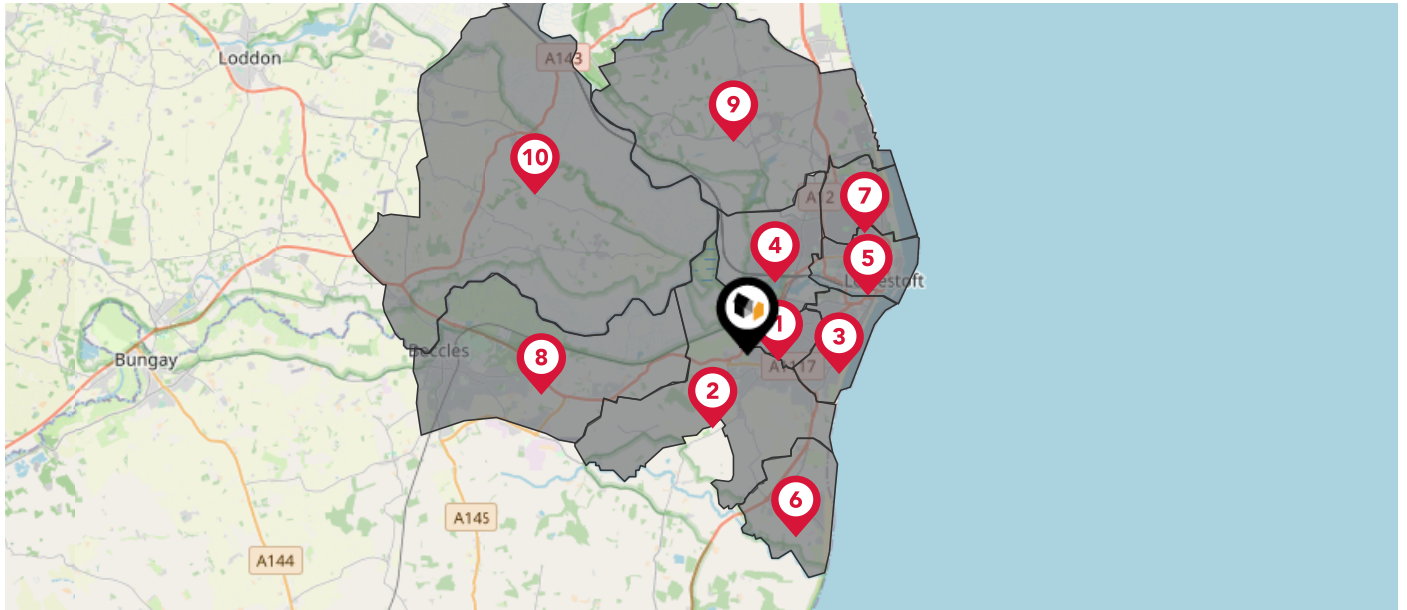 Loddon
A143
9
10
A12
7
4
5
Lowestoft
1
3
Bungay
Beccles
8
A1117
2
6
A145
A144